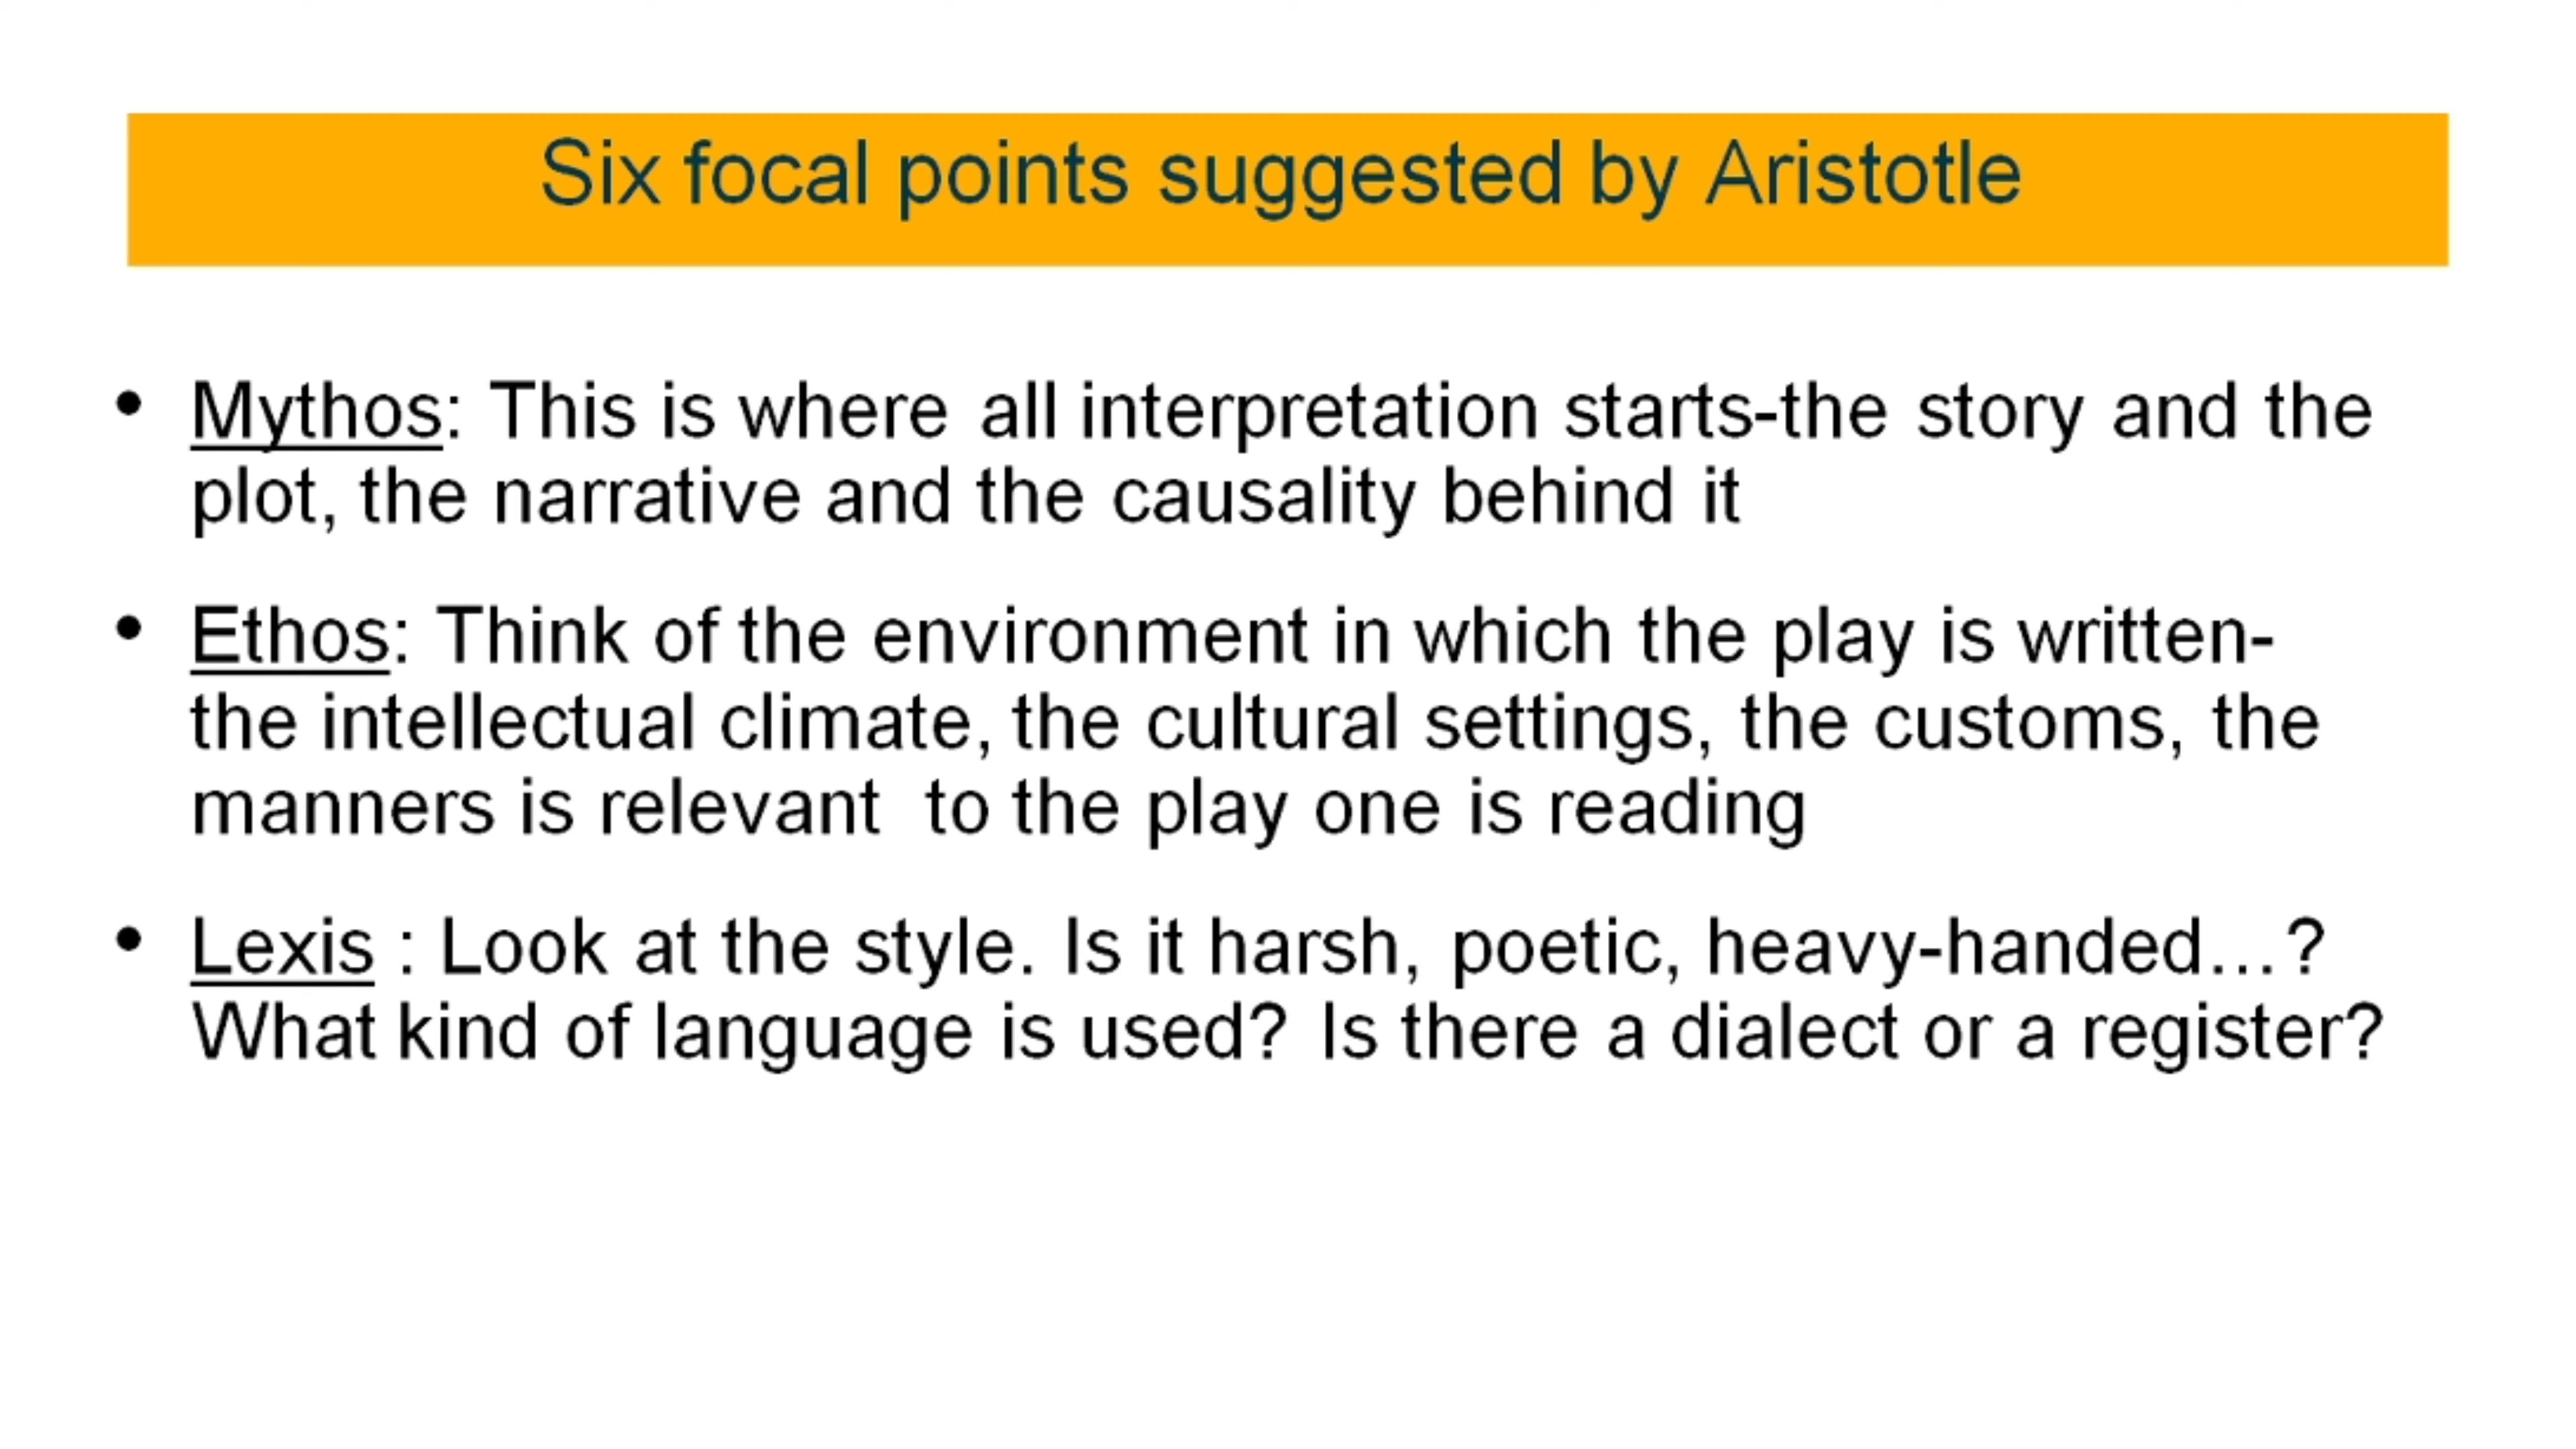 Six focal points suggested by Aristotle
• Mythos: This is where all interpretation starts-the story and the
plot, the narrative and the causality behind it
• Ethos: Think of the environment in which the play is written-
the intellectual climate, the cultural settings, the customs, the
manners is relevant to the play one is reading
• Lexis : Look at the style. Is it harsh, poetic, heavy-handed…?
What kind of language is used? Is there a dialect or a register?